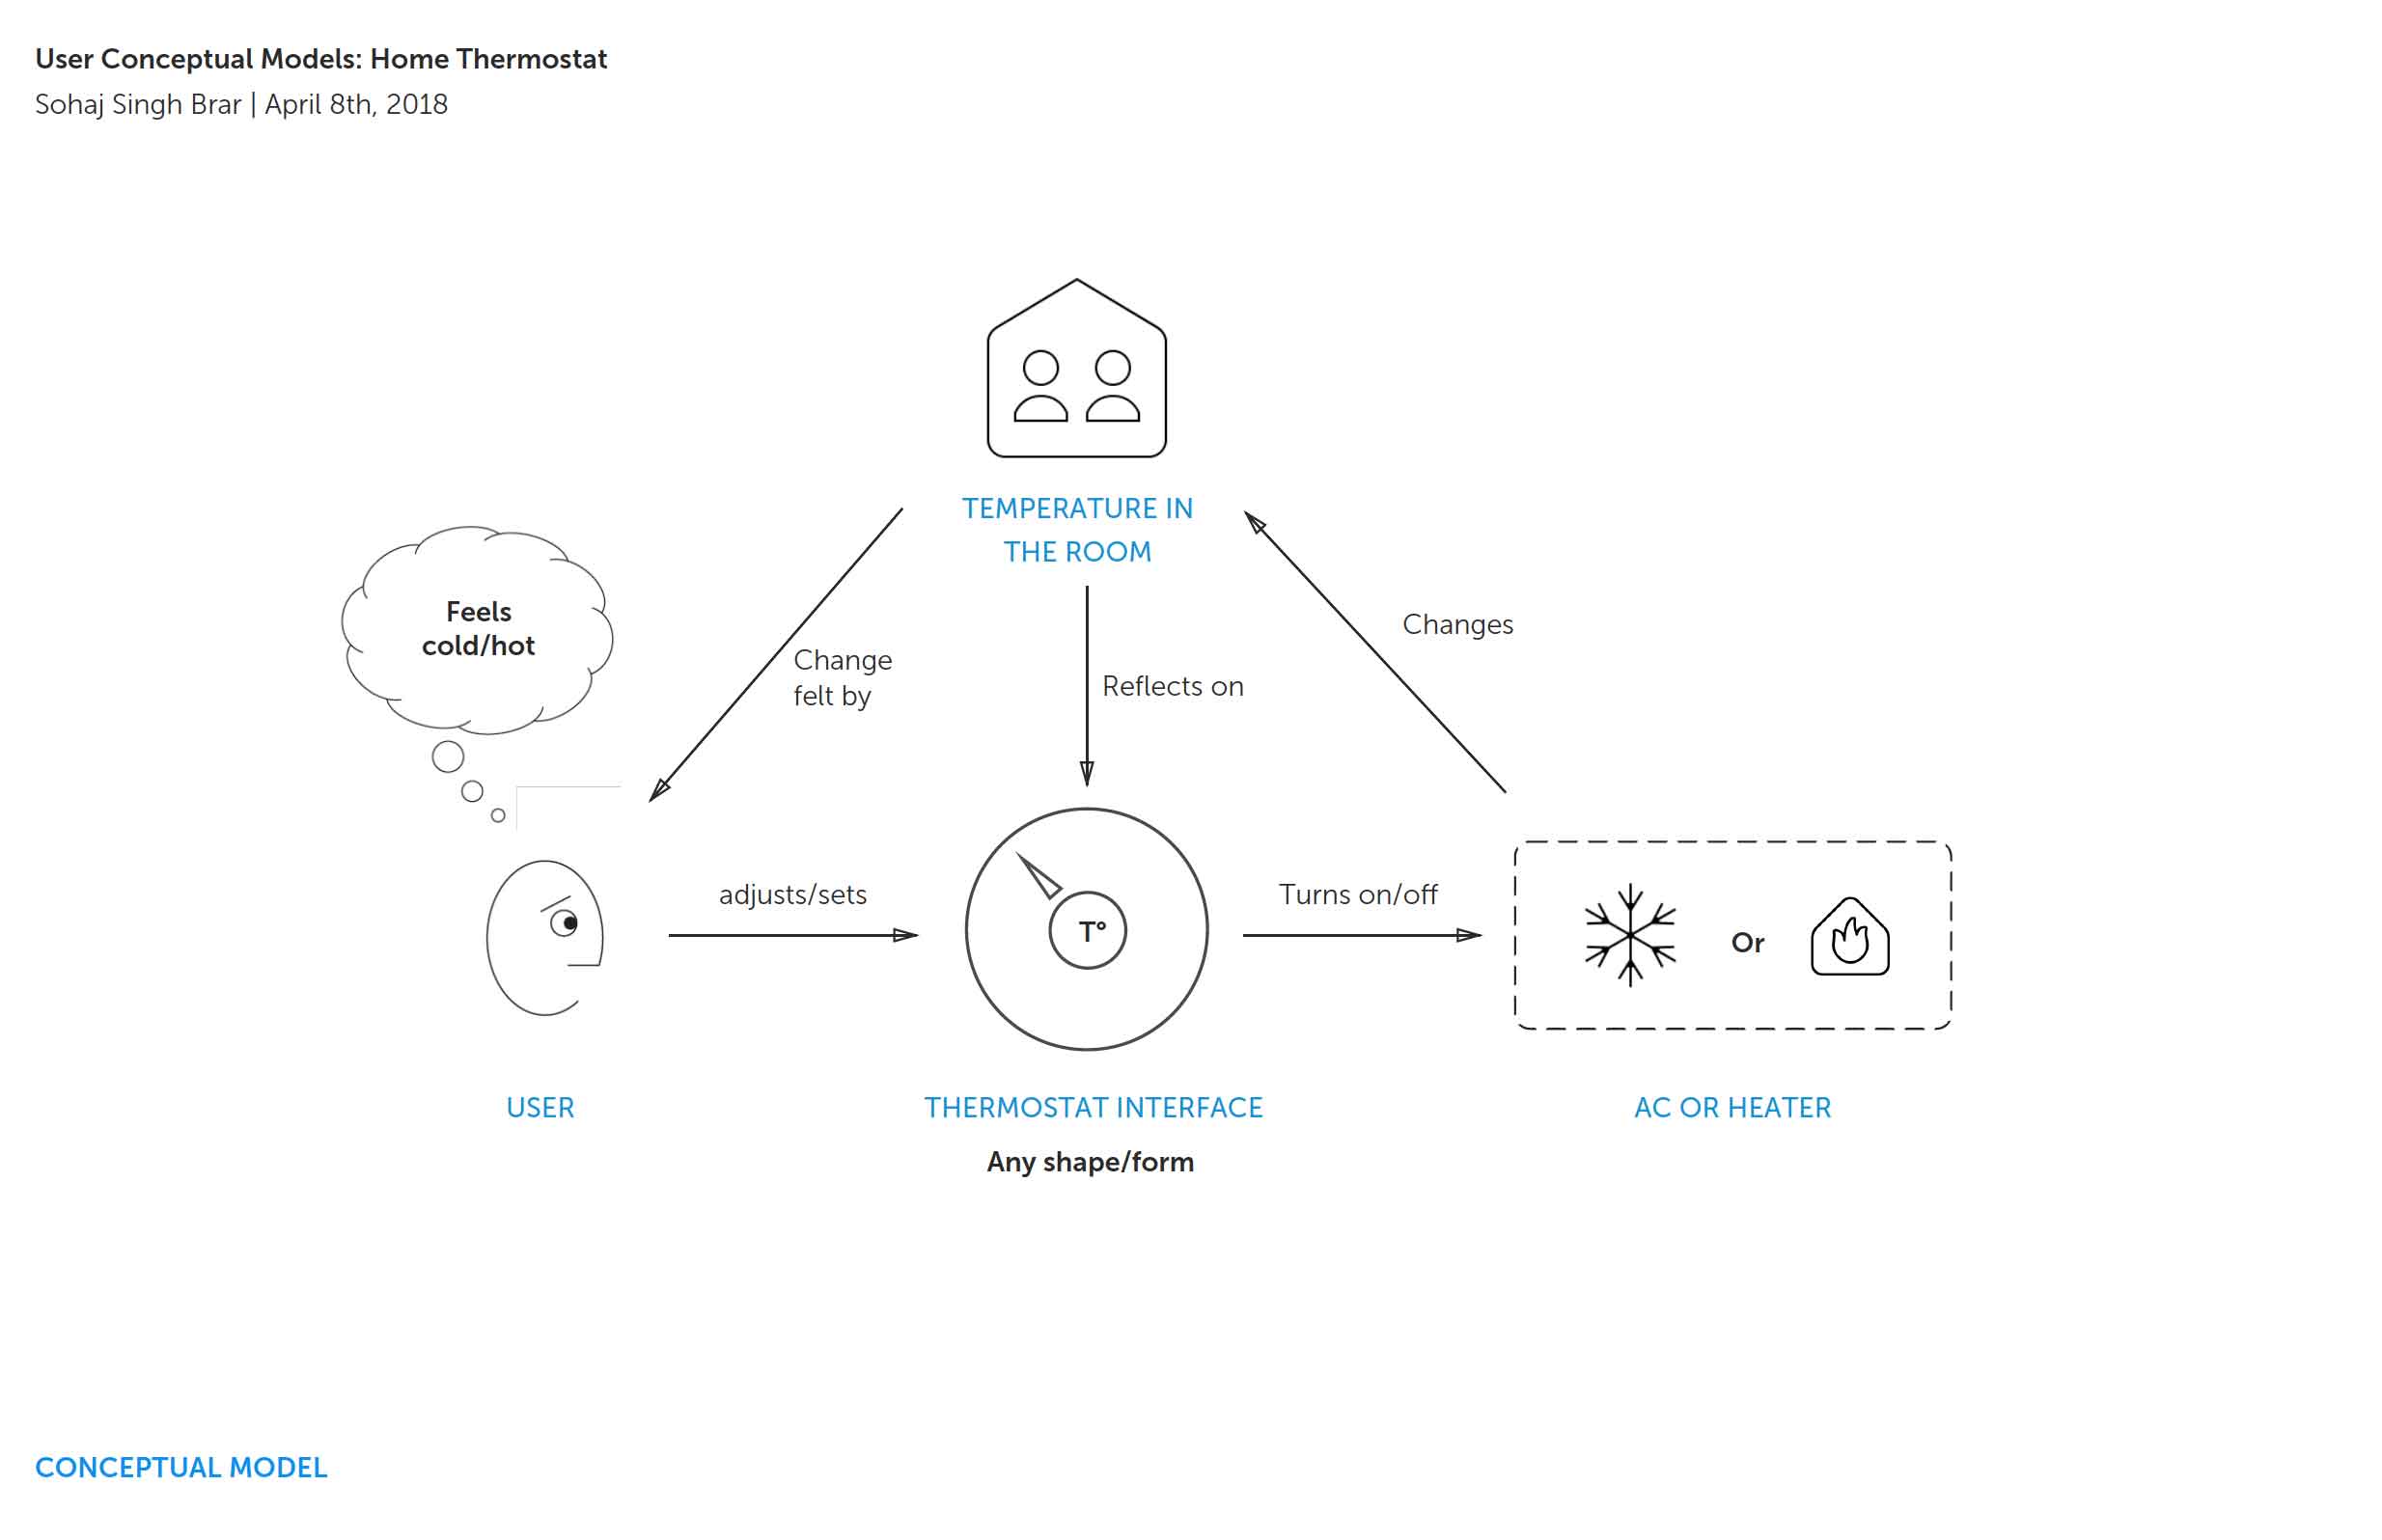 User Conceptual Models: Home Thermostat
Sohaj Singh Brar | April 8th, 2018
TEMPERATURE IN
THE ROOM
Feels
cold/hot
Change
felt by
Reflects on
Changes
adjusts/sets
T°
Turns on/off
Or
USER
THERMOSTAT INTERFACE
Any shape/form
AC OR HEATER
CONCEPTUAL MODEL